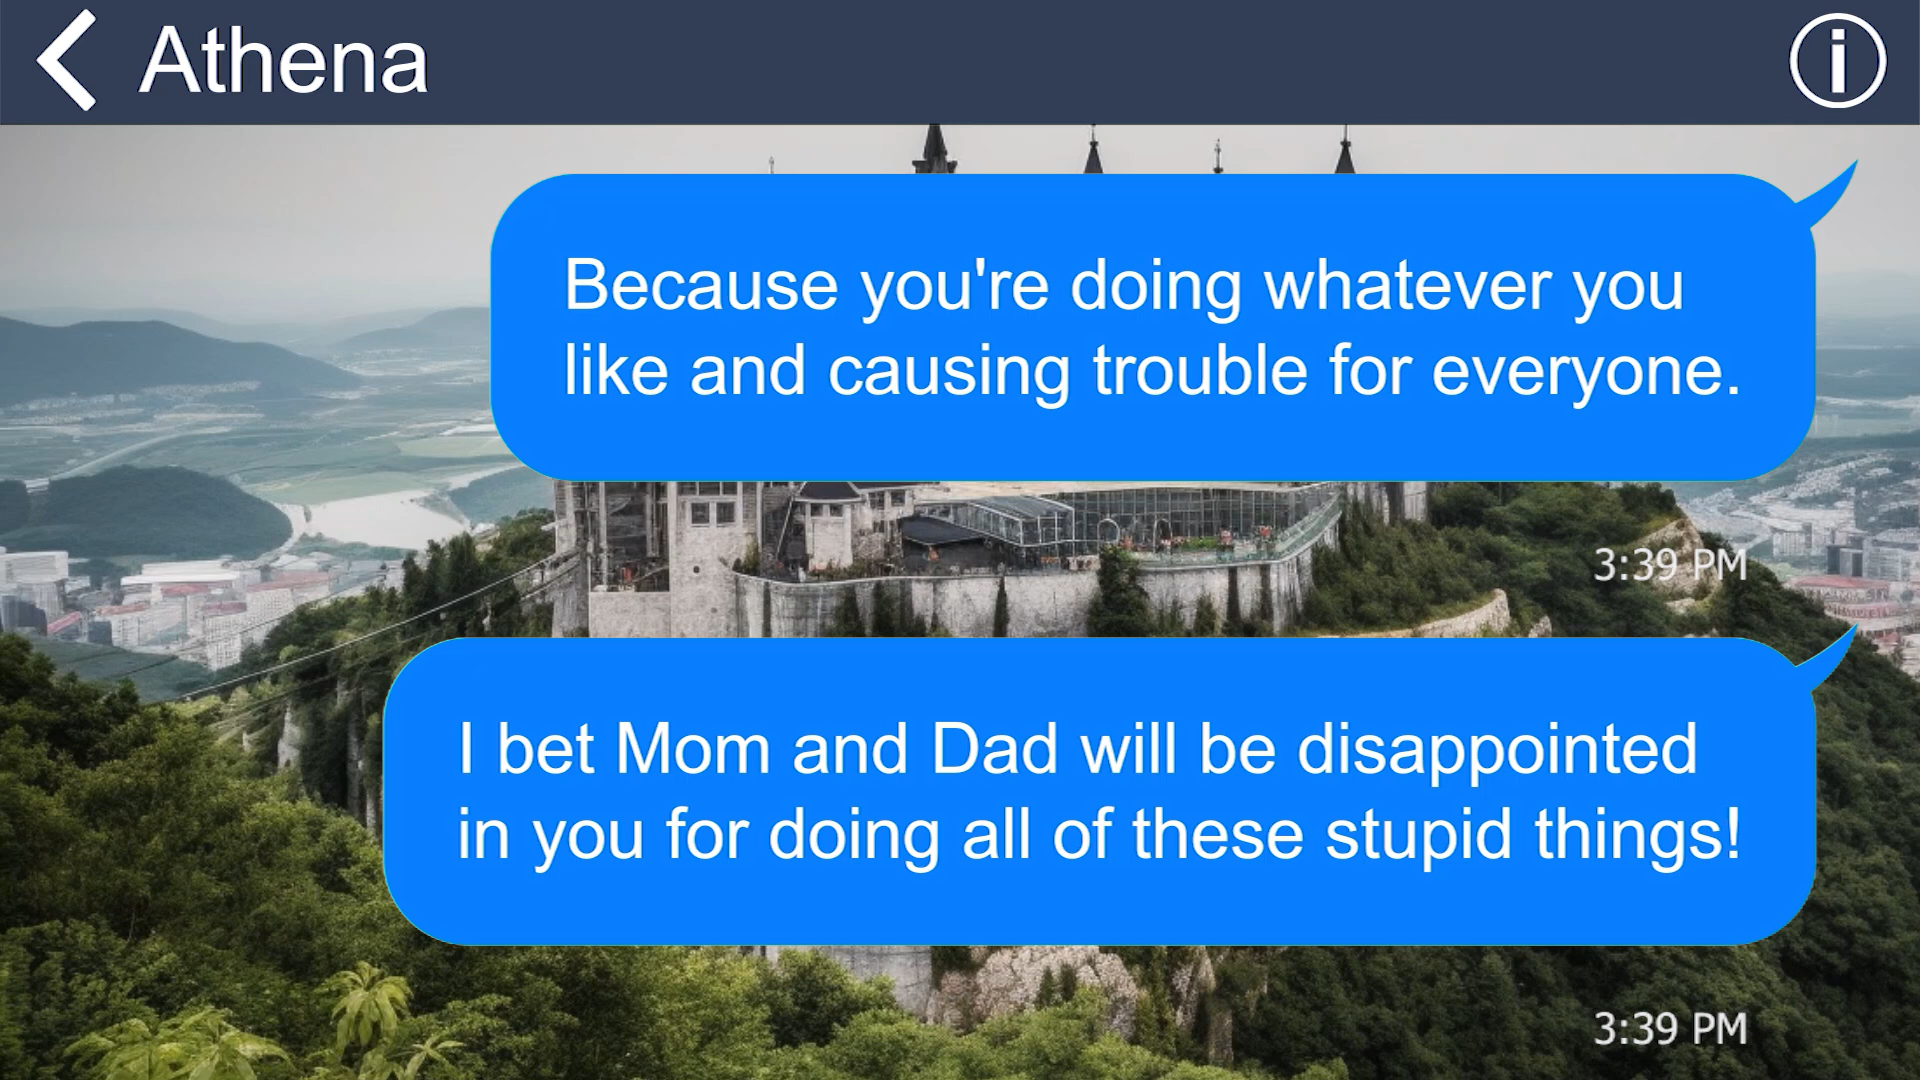 Athena
Because you're doing whatever you
like and causing trouble for everyone.
3:39 PM
I bet Mom and Dad will be disappointed
in you for doing all of these stupid things!
3:39 PM